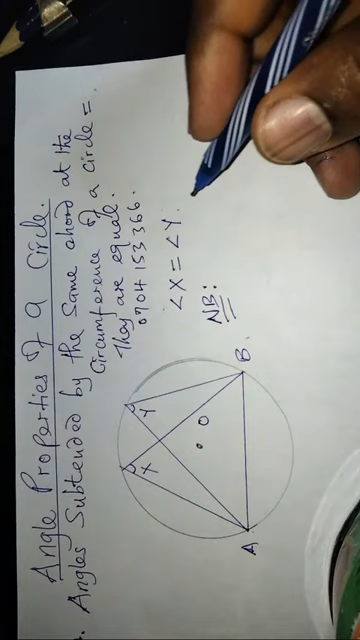 Angle Properties of a Circle.
. Angles Subtended by the Same chord at the
Circumference of a circle =
They are equal.
0704 153 366.
<X = <Y.
NB:
Y
X
O
B.
A